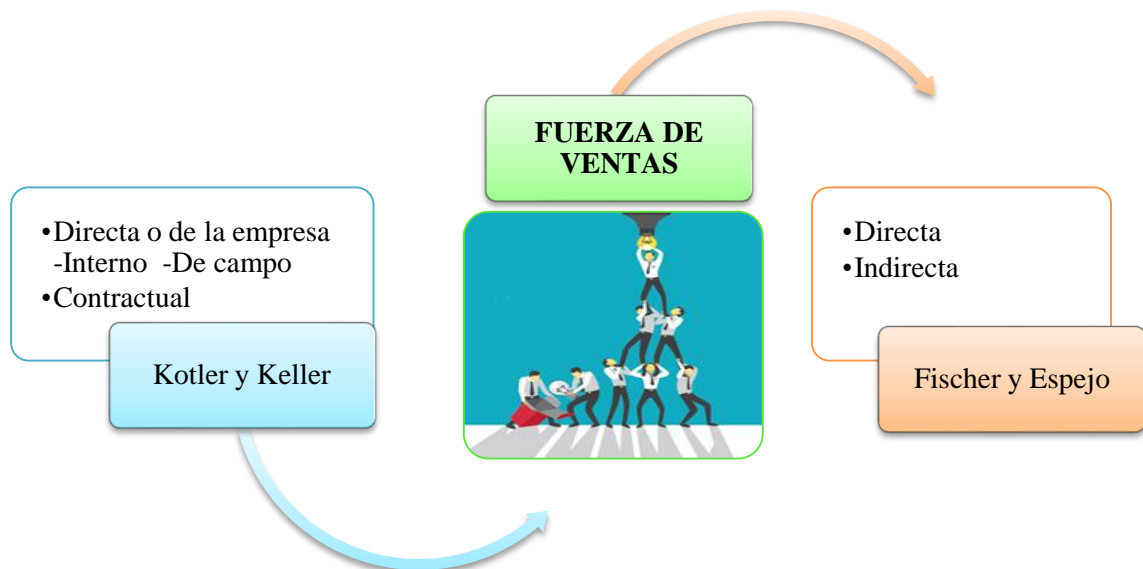 FUERZA DE
VENTAS
•Directa o de la empresa
-Interno -De campo
•Contractual
Kotler y Keller
•Directa
•Indirecta
Fischer y Espejo